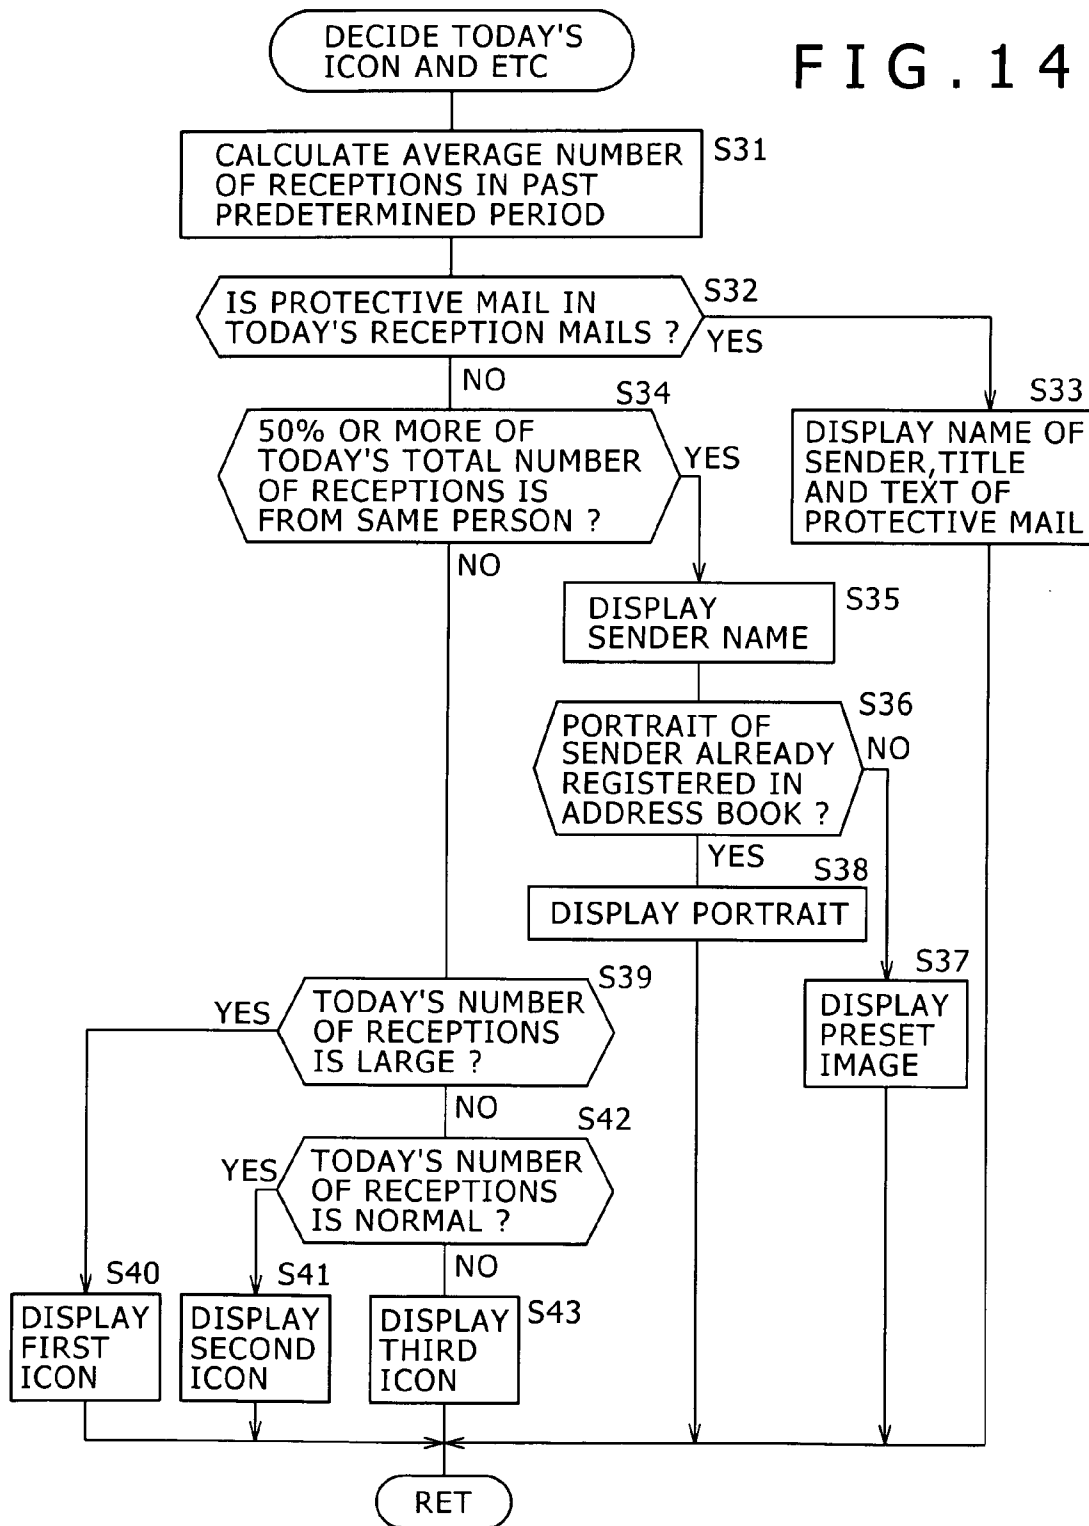 DECIDE TODAY'S
ICON AND ETC
FIG.14
CALCULATE AVERAGE NUMBER
OF RECEPTIONS IN PAST
PREDETERMINED PERIOD
S31
IS PROTECTIVE MAIL IN
TODAY'S RECEPTION MAILS ?
S32
YES
NO
S33
DISPLAY NAME OF
SENDER,TITLE
AND TEXT OF
PROTECTIVE MAIL
S34
50% OR MORE OF
TODAY'S TOTAL NUMBER
OF RECEPTIONS IS
FROM SAME PERSON ?
YES
NO
DISPLAY
SENDER NAME
S35
S36
PORTRAIT OF
SENDER ALREADY
REGISTERED IN
ADDRESS BOOK ?
NO
YES
S38
DISPLAY PORTRAIT
S37
DISPLAY
PRESET
IMAGE
S39
TODAY'S NUMBER
OF RECEPTIONS
IS LARGE ?
YES
NO
S42
TODAY'S NUMBER
OF RECEPTIONS
IS NORMAL ?
YES
NO
S40
DISPLAY
FIRST
ICON
S41
DISPLAY
SECOND
ICON
S43
DISPLAY
THIRD
ICON
RET